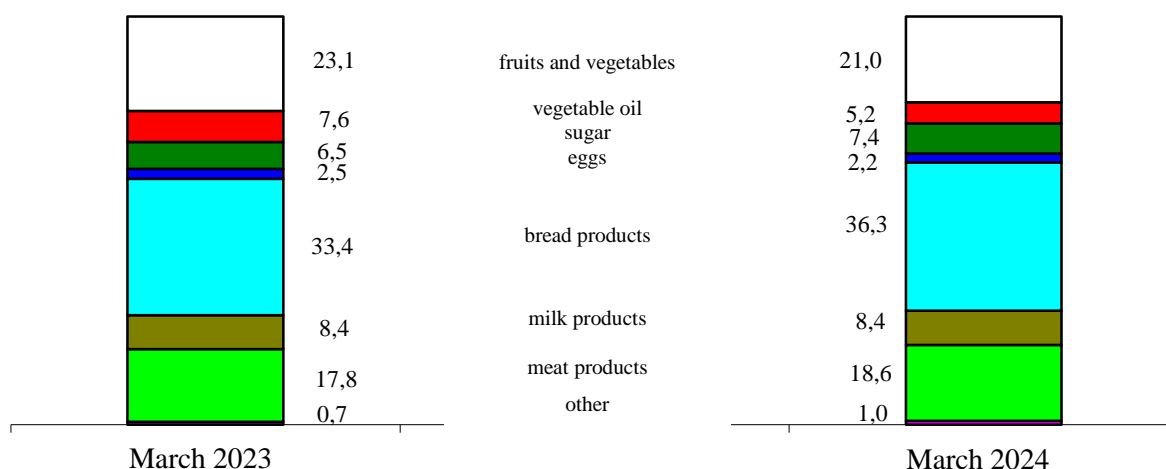 23,1
7,6
6,5
2,5
33,4
8,4
17,8
0,7
March 2023
fruits and vegetables
vegetable oil
sugar
eggs
bread products
milk products
meat products
other
21,0
5,2
7,4
2,2
36,3
8,4
18,6
1,0
March 2024